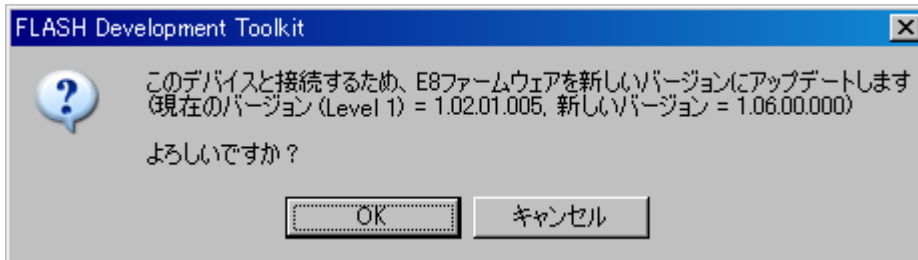 FLASH Development Toolkit
このデバイスと接続するため、E8ファームウェアを新しいバージョンにアップデートします
(現在のバージョン (Level 1) = 1.02.01.005, 新しいバージョン = 1.06.00.000)
よろしいですか？
OK
キャンセル